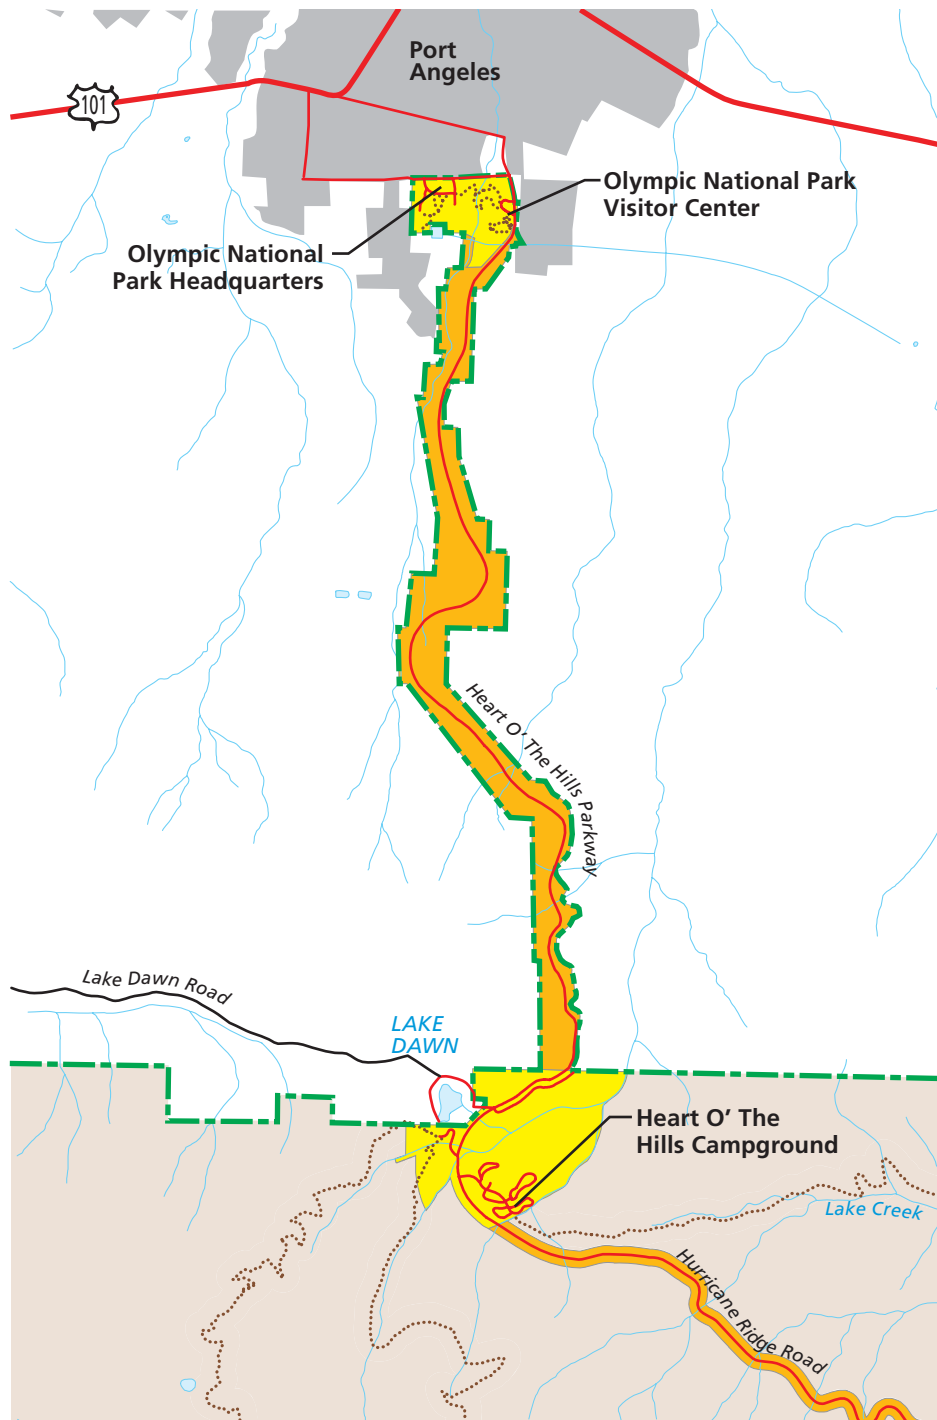 Port
Angeles
101
Olympic National Park
Visitor Center
Olympic National
Park Headquarters
Heart O’ The Hills Parkway
Lake Dawn Road
LAKE
DAWN
Heart O’ The
Hills Campground
Lake Creek
Hurricane Ridge Road